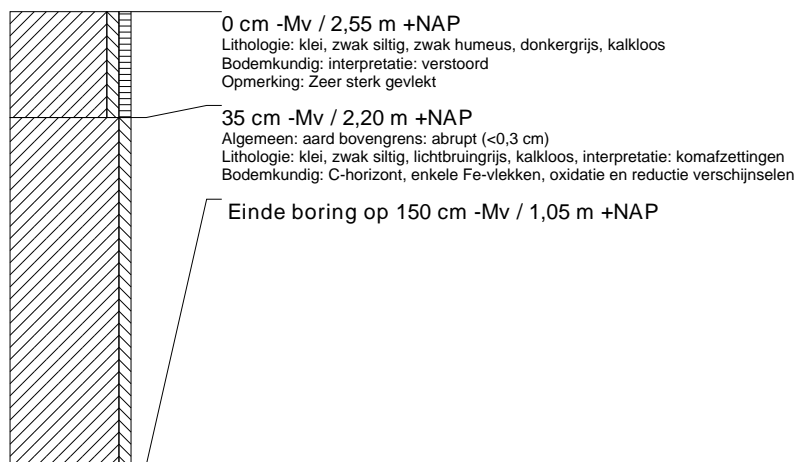 0 cm -Mv / 2,55 m +NAP
Lithologie: klei, zwak siltig, zwak humeus, donkergrijs, kalkloos
Bodemkundig: interpretatie: verstoord
Opmerking: Zeer sterk gevlekt
35 cm -Mv / 2,20 m +NAP
Algemeen: aard bovengrens: abrupt (<0,3 cm)
Lithologie: klei, zwak siltig, lichtbruingrijs, kalkloos, interpretatie: komafzettingen
Bodemkundig: C-horizont, enkele Fe-vlekken, oxidatie en reductie verschijnselen
Einde boring op 150 cm -Mv / 1,05 m +NAP